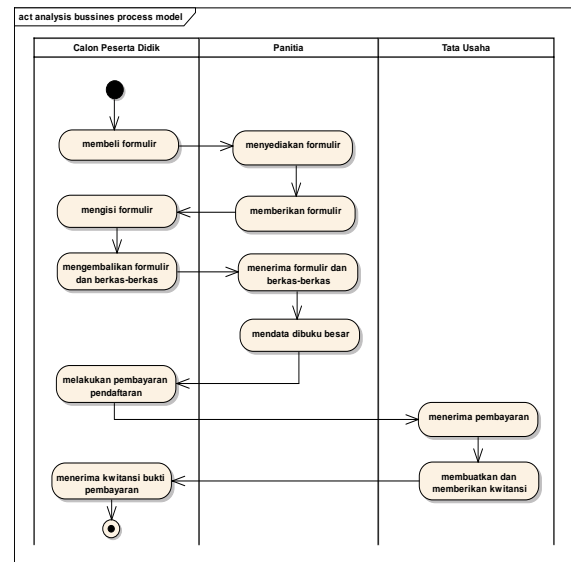 act analysis bussines process model
Calon Peserta Didik
Panitia
Tata Usaha
membeli formulir
menyediakan formulir
mengisi formulir
memberikan formulir
mengembalikan formulir
dan berkas-berkas
menerima formulir dan
berkas-berkas
mendata dibuku besar
melakukan pembayaran
pendaftaran
menerima pembayaran
menerima kwitansi bukti
pembayaran
membuatkan dan
memberikan kwitansi